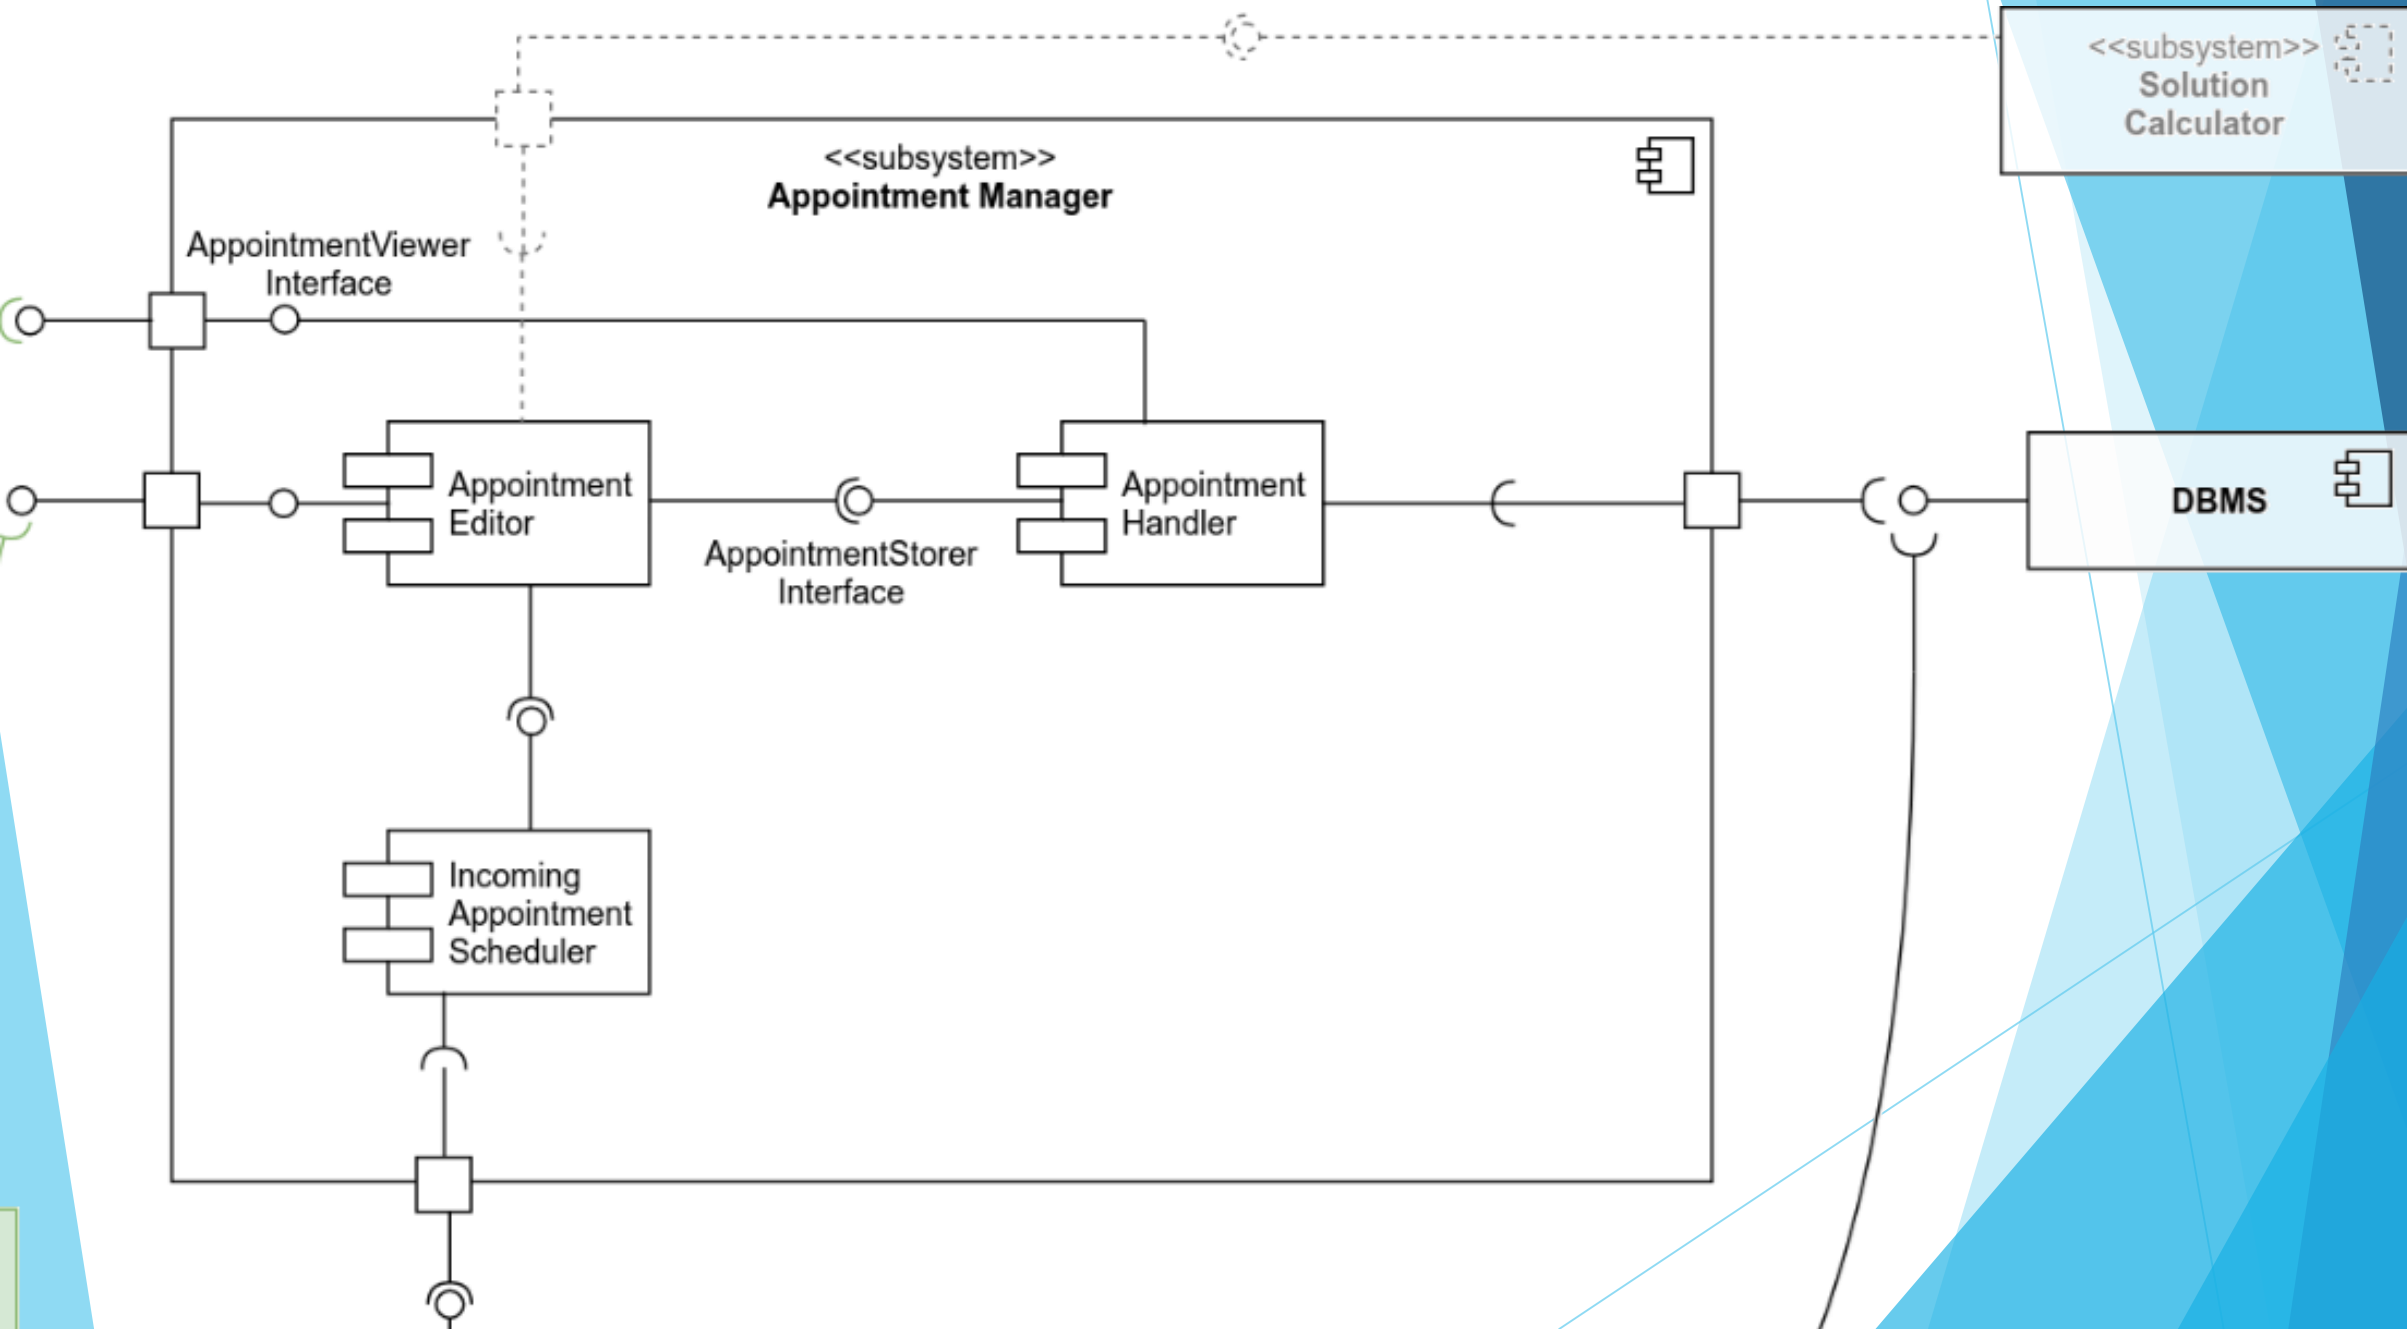 <<subsystem>>
Solution
Calculator
<<subsystem>>
Appointment Manager
AppointmentViewer
Interface
Appointment
Editor
AppointmentStorer
Interface
Appointment
Handler
DBMS
Incoming
Appointment
Scheduler